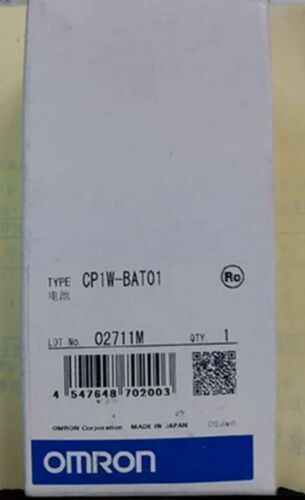 TYPE CP1W-BAT01
电池
Rc
LOT No. 02711M QTY 1
4 547648 702003
OMRON Corporation MADE IN JAPAN
OMRON